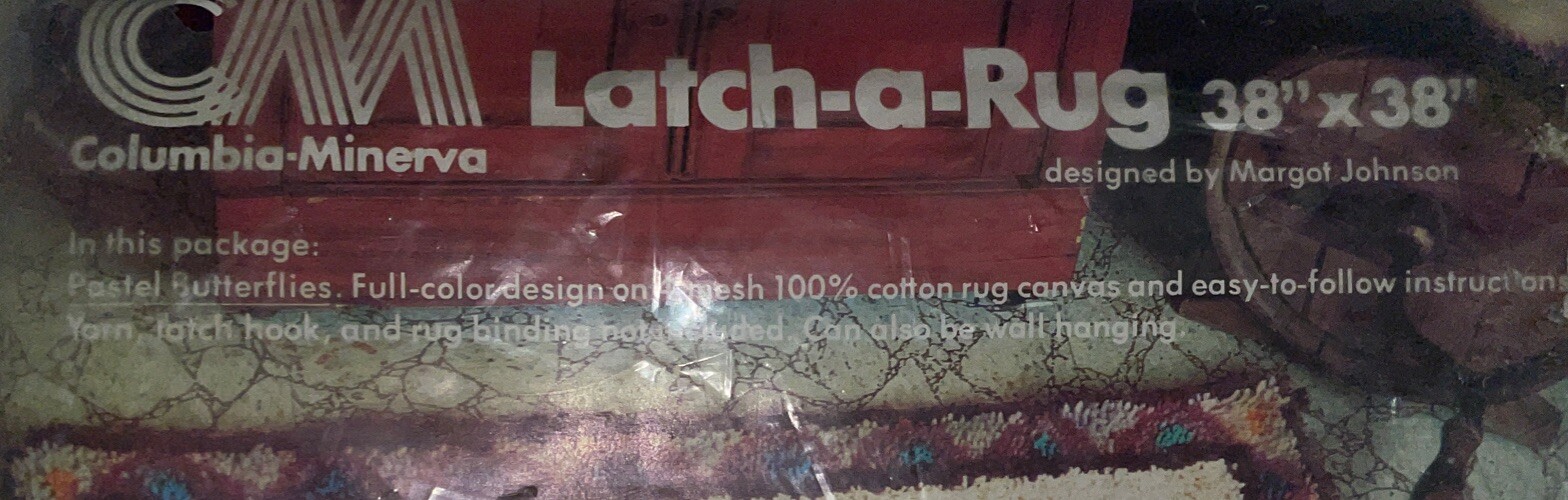 CM
Columbia-Minerva
Latch-a-Rug 38" x 38"
designed by Margot Johnson
In this package:
Pastel Butterflies. Full-color design on mesh 100% cotton rug canvas and easy-to-follow
Yarn, latch hook, and rug binding not included. Can also be wall hanging.